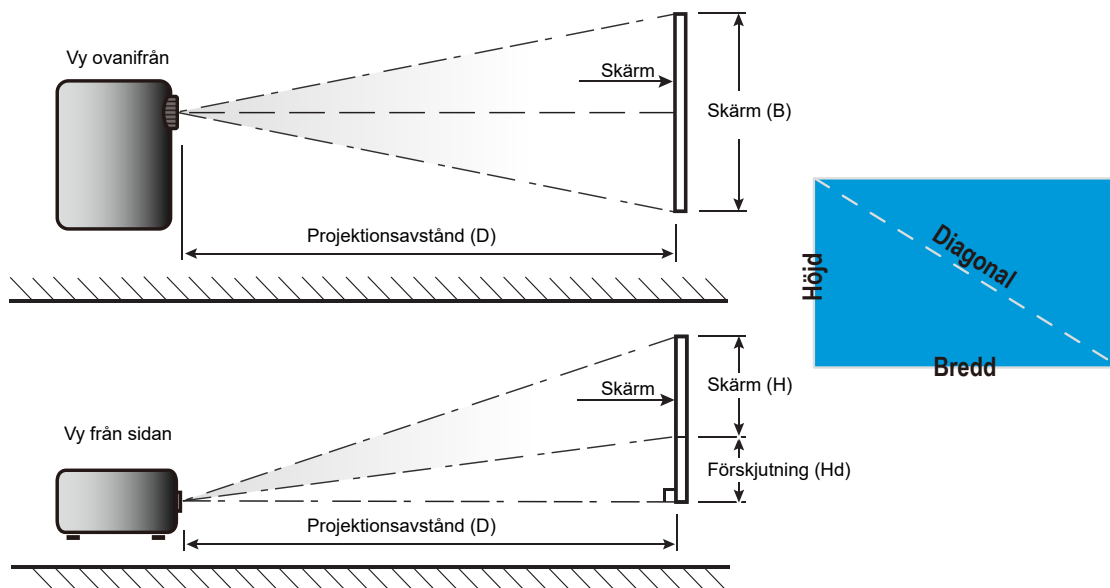 Vy ovanifrån
Skärm
Skärm (B)
Projektionsavstånd (D)
Höjd
Diagonal
Bredd
Vy från sidan
Skärm
Skärm (H)
Förskjutning (Hd)
Projektionsavstånd (D)